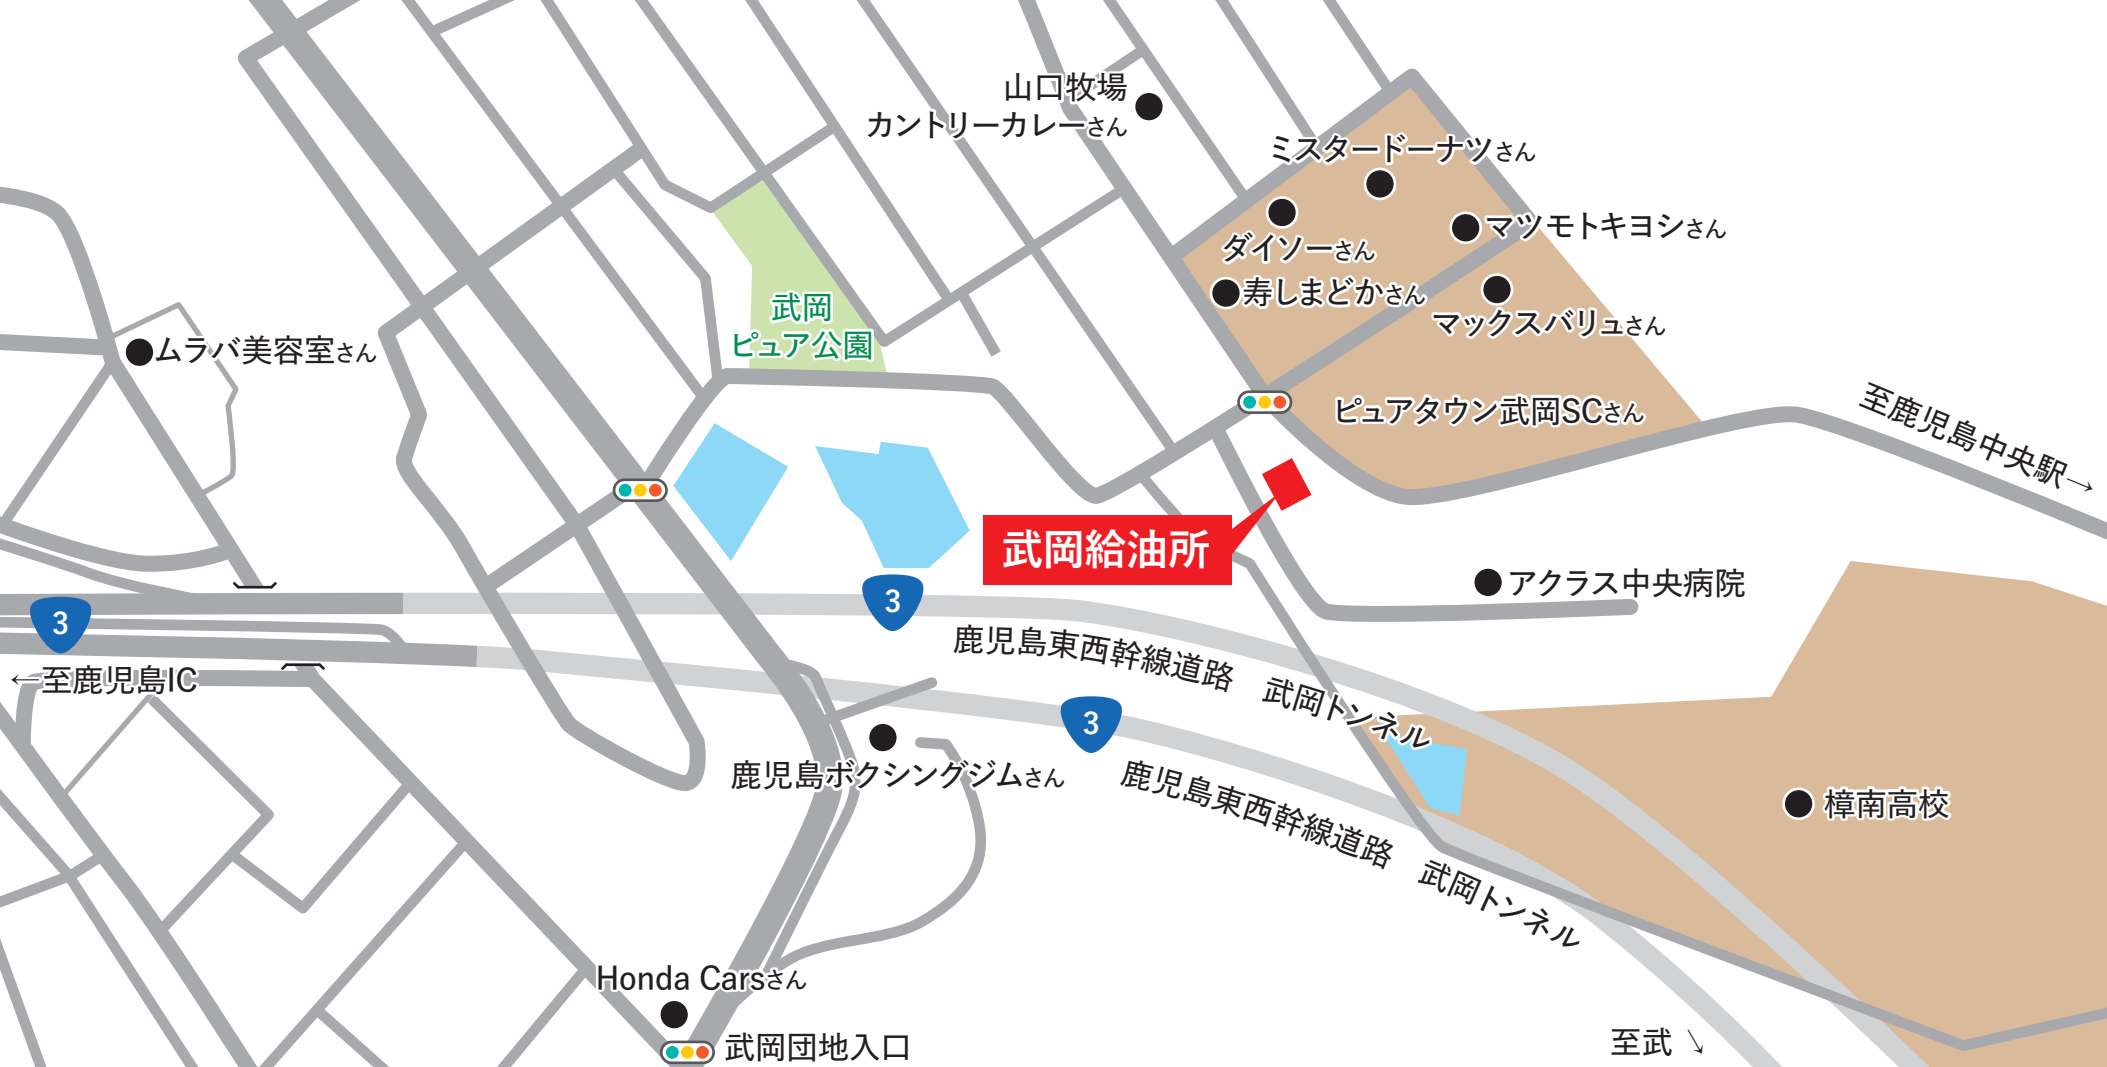 山口牧場
カントリーカレーさん
ミスタードーナツさん
マツモトキヨシさん
ダイソーさん
寿しまどかさん
マックスバリュさん
武岡
ピュア公園
ムラバ美容室さん
ピュアタウン武岡SCさん
至鹿児島中央駅→
武岡給油所
アクラス中央病院
3
3
鹿児島東西幹線道路　武岡トンネル
←至鹿児島IC
3
鹿児島ボクシングジムさん
鹿児島東西幹線道路　武岡トンネル
樟南高校
Honda Carsさん
武岡団地入口
至武 ↘